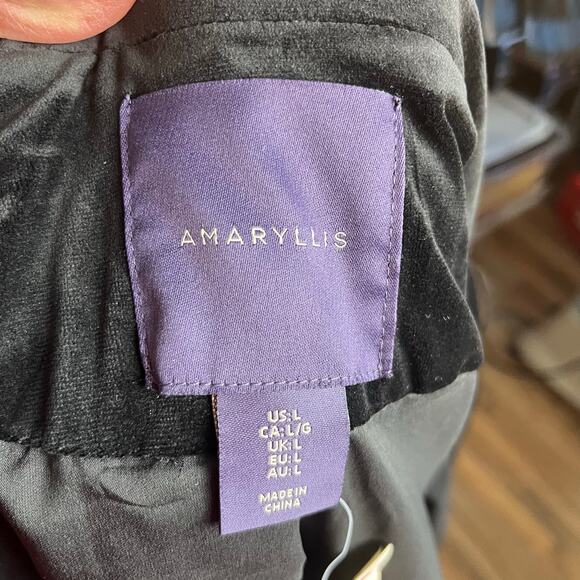 AMARYLLIS
US: L
CA: L/G
UK: L
EU: L
AU: L
MADE IN
CHINA